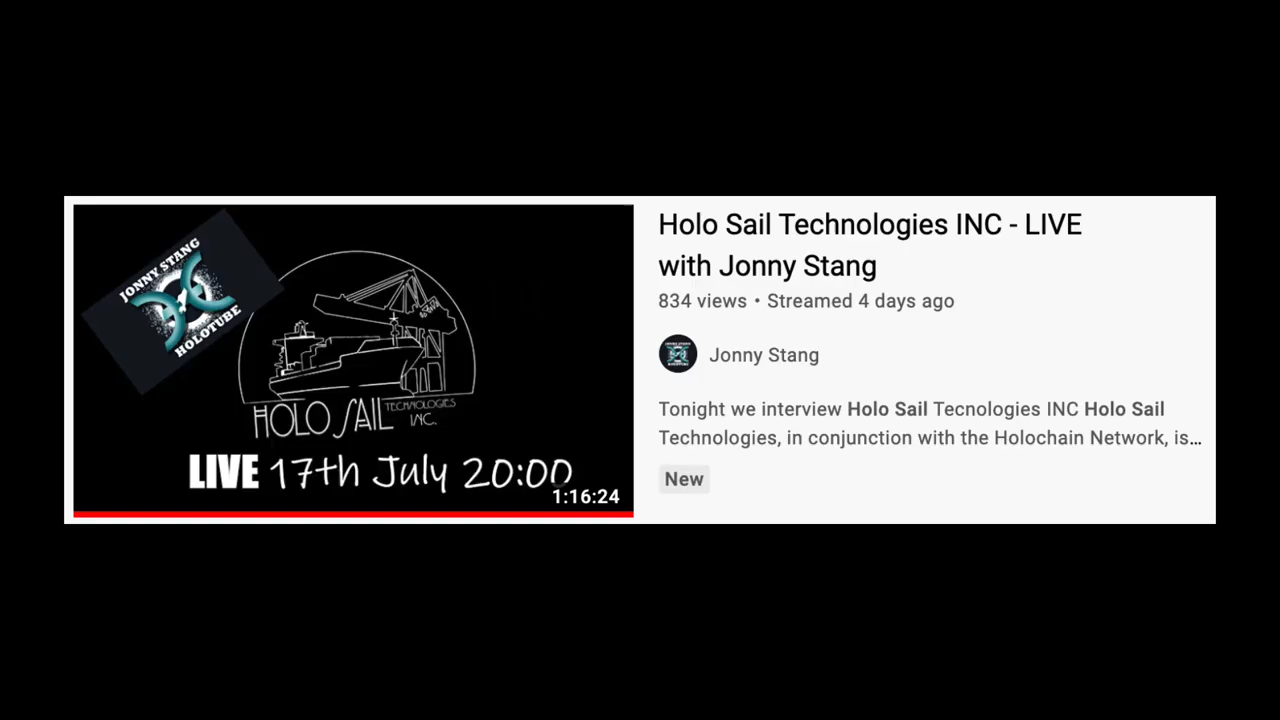 JONNY STANG
HOLOTUBE
HOLO SAIL TECHNOLOGIES INC.
LIVE 17th July 20:00
1:16:24
Holo Sail Technologies INC - LIVE
with Jonny Stang
834 views • Streamed 4 days ago
Jonny Stang
Tonight we interview Holo Sail Tecnologies INC Holo Sail
Technologies, in conjunction with the Holochain Network, is...
New